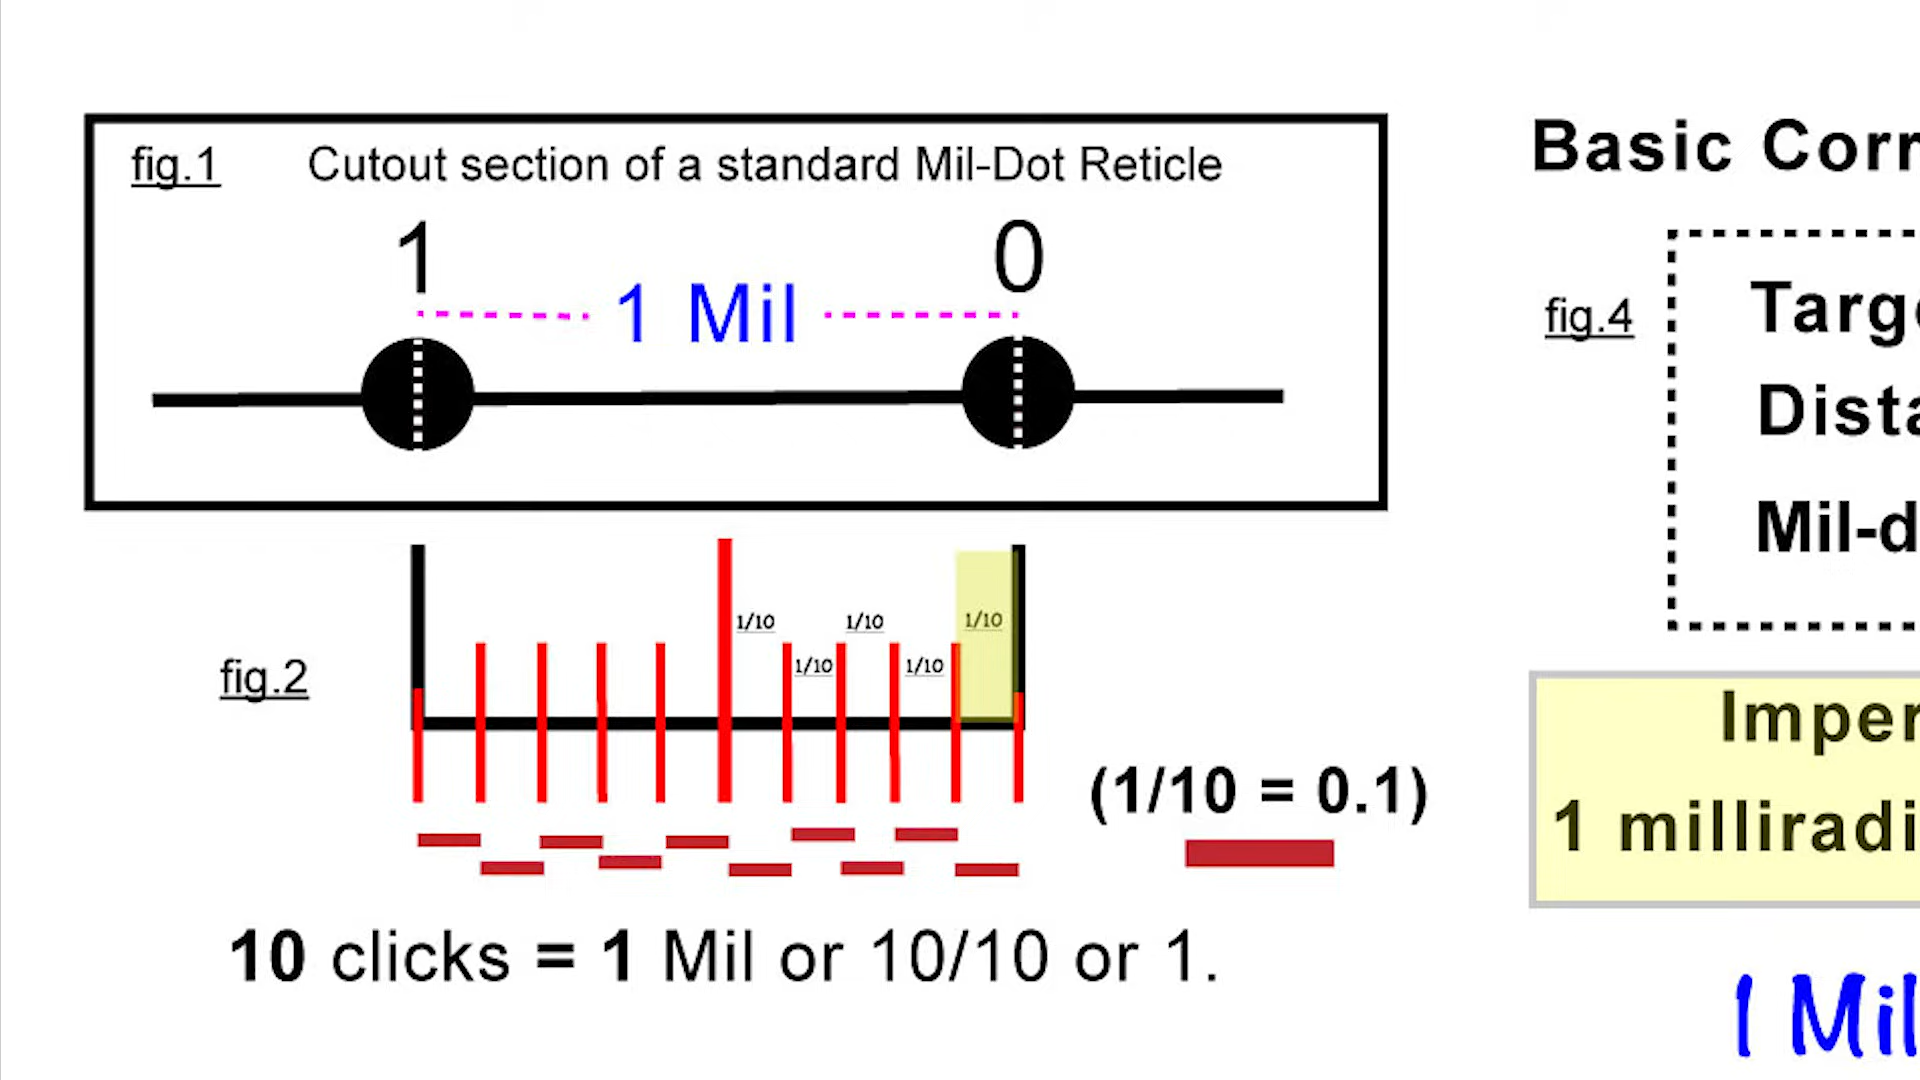 fig.1 Cutout section of a standard Mil-Dot Reticle
1 0
1 Mil
1/10 1/10 1/10
1/10 1/10
fig.2
(1/10 = 0.1)
10 clicks = 1 Mil or 10/10 or 1.
Basic Corr
fig.4
Targe
Dista
Mil-d
Imper
1 milliradi
1 Mil